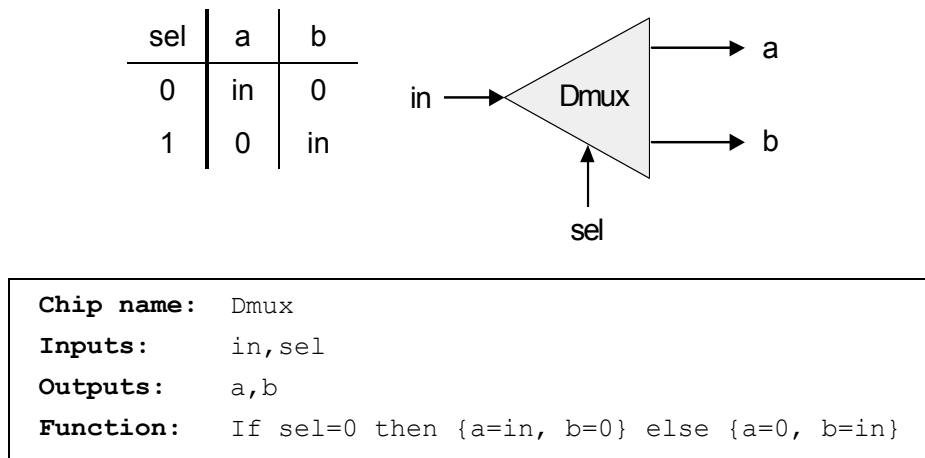 sel a b
0 in 0
1 0 in
in
Dmux
a
b
sel
Chip name: Dmux
Inputs: in,sel
Outputs: a,b
Function: If sel=0 then {a=in, b=0} else {a=0, b=in}